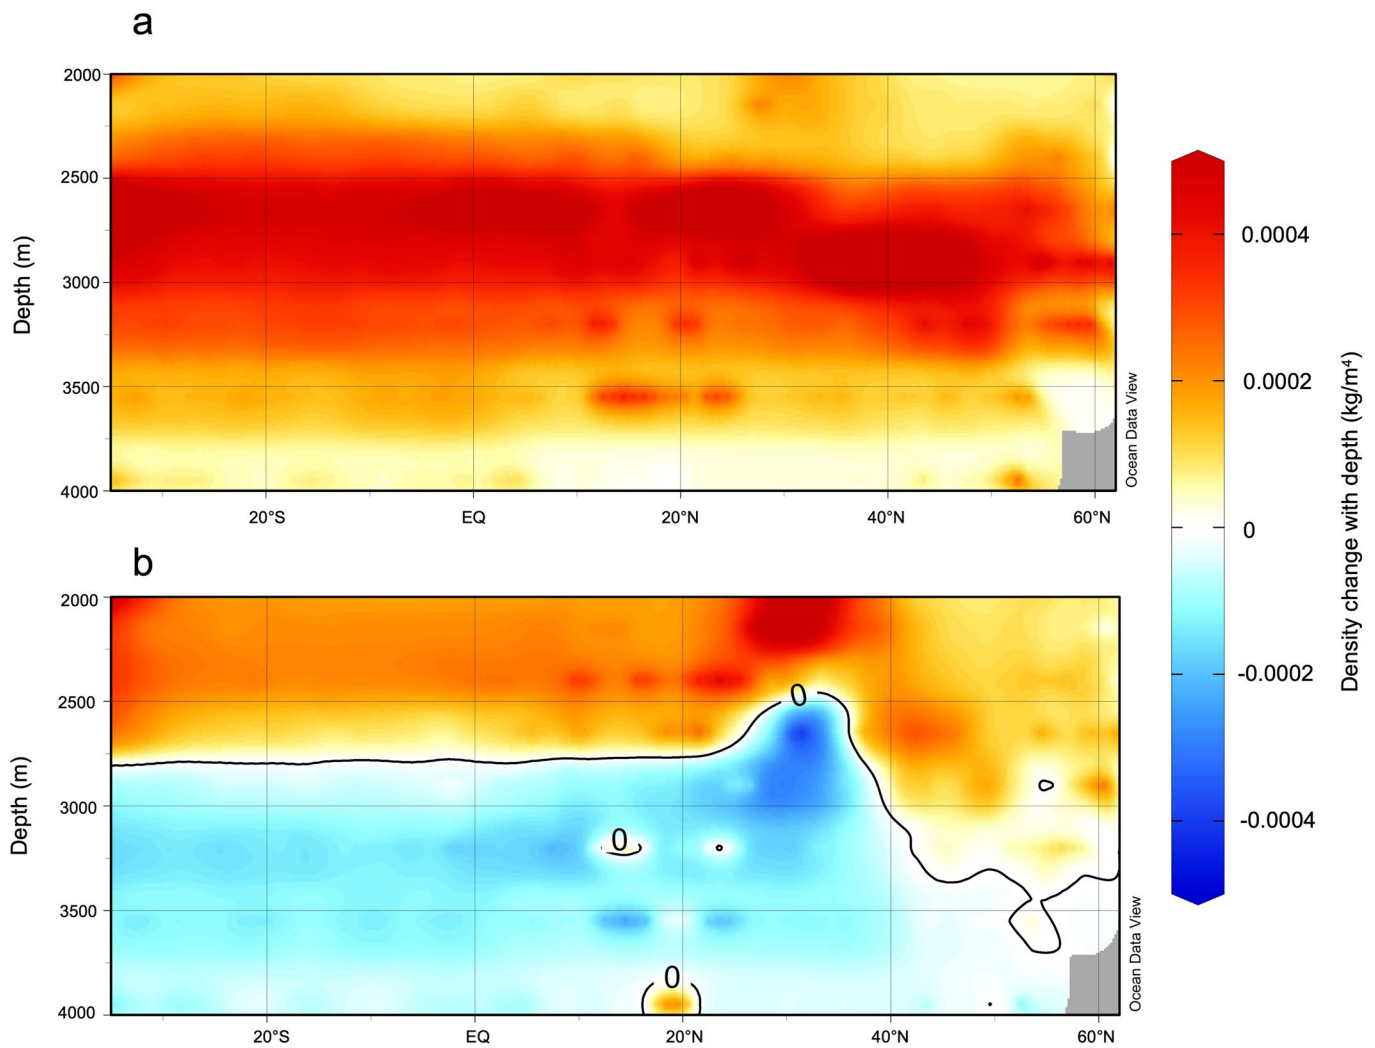 a
2000
2500
3000
3500
4000
Depth (m)
20°S
EQ
20°N
40°N
60°N
Ocean Data View
b
2000
2500
3000
3500
4000
Depth (m)
0
0
0
20°S
EQ
20°N
40°N
60°N
Ocean Data View
0.0004
0.0002
0
-0.0002
-0.0004
Density change with depth (kg/m⁴)